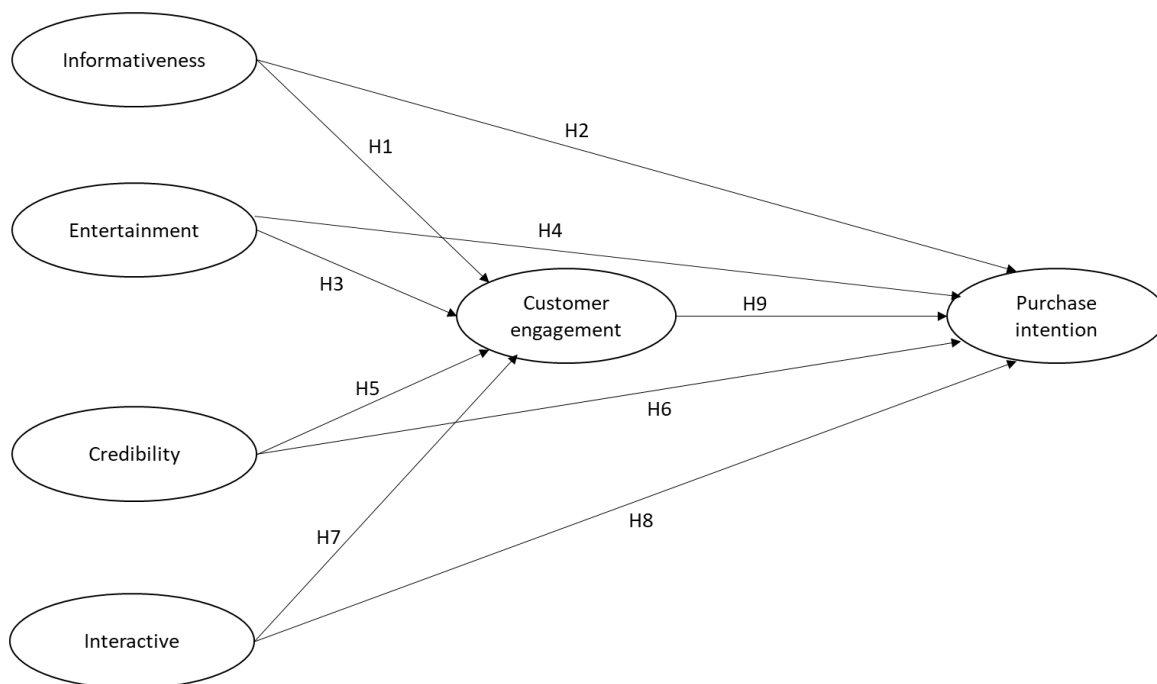 Informativeness
H2
H1
Entertainment
H4
H3
Customer
engagement
H9
Purchase
intention
H5
H6
Credibility
H7
H8
Interactive